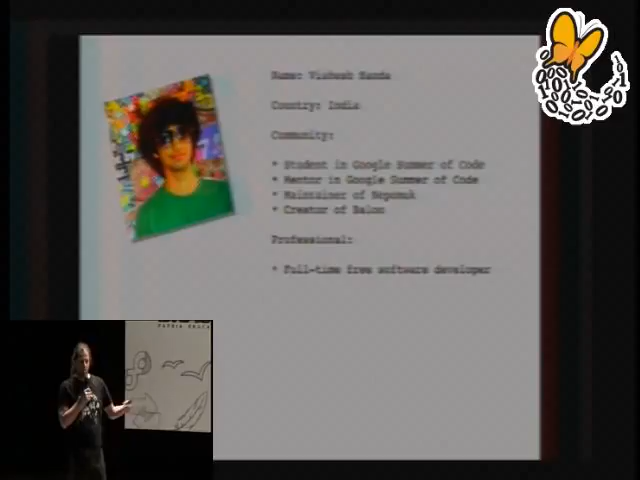 Name: Vishesh Handa
Country: India
Community:
* Student in Google Summer of Code
* Mentor in Google Summer of Code
* Maintainer of Nepomuk
* Creator of Baloo
Professional:
* Full-time free software developer